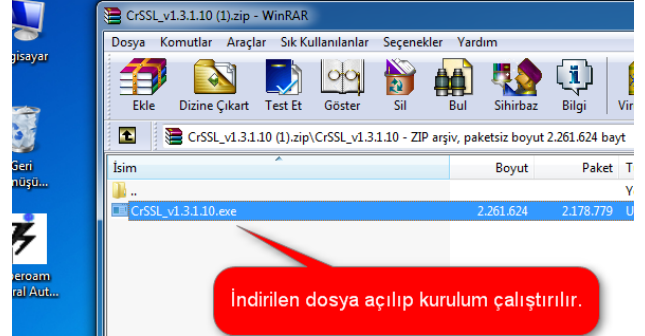 CrSSL_v1.3.1.10 (1).zip - WinRAR
Dosya Komutlar Araçlar Sık Kullanılanlar Seçenekler Yardım
Ekle Dizine Çıkart Test Et Göster Sil Bul Sihirbaz Bilgi
CrSSL_v1.3.1.10 (1).zip\CrSSL_v1.3.1.10 - ZIP arşiv, paketsiz boyut 2.261.624 bayt
İsim Boyut Paket
..
CrSSL_v1.3.1.10.exe 2.261.624 2.178.779
İndirilen dosya açılıp kurulum çalıştırılır.
gisayar
Geri
nüşü...
eroam
ral Aut...